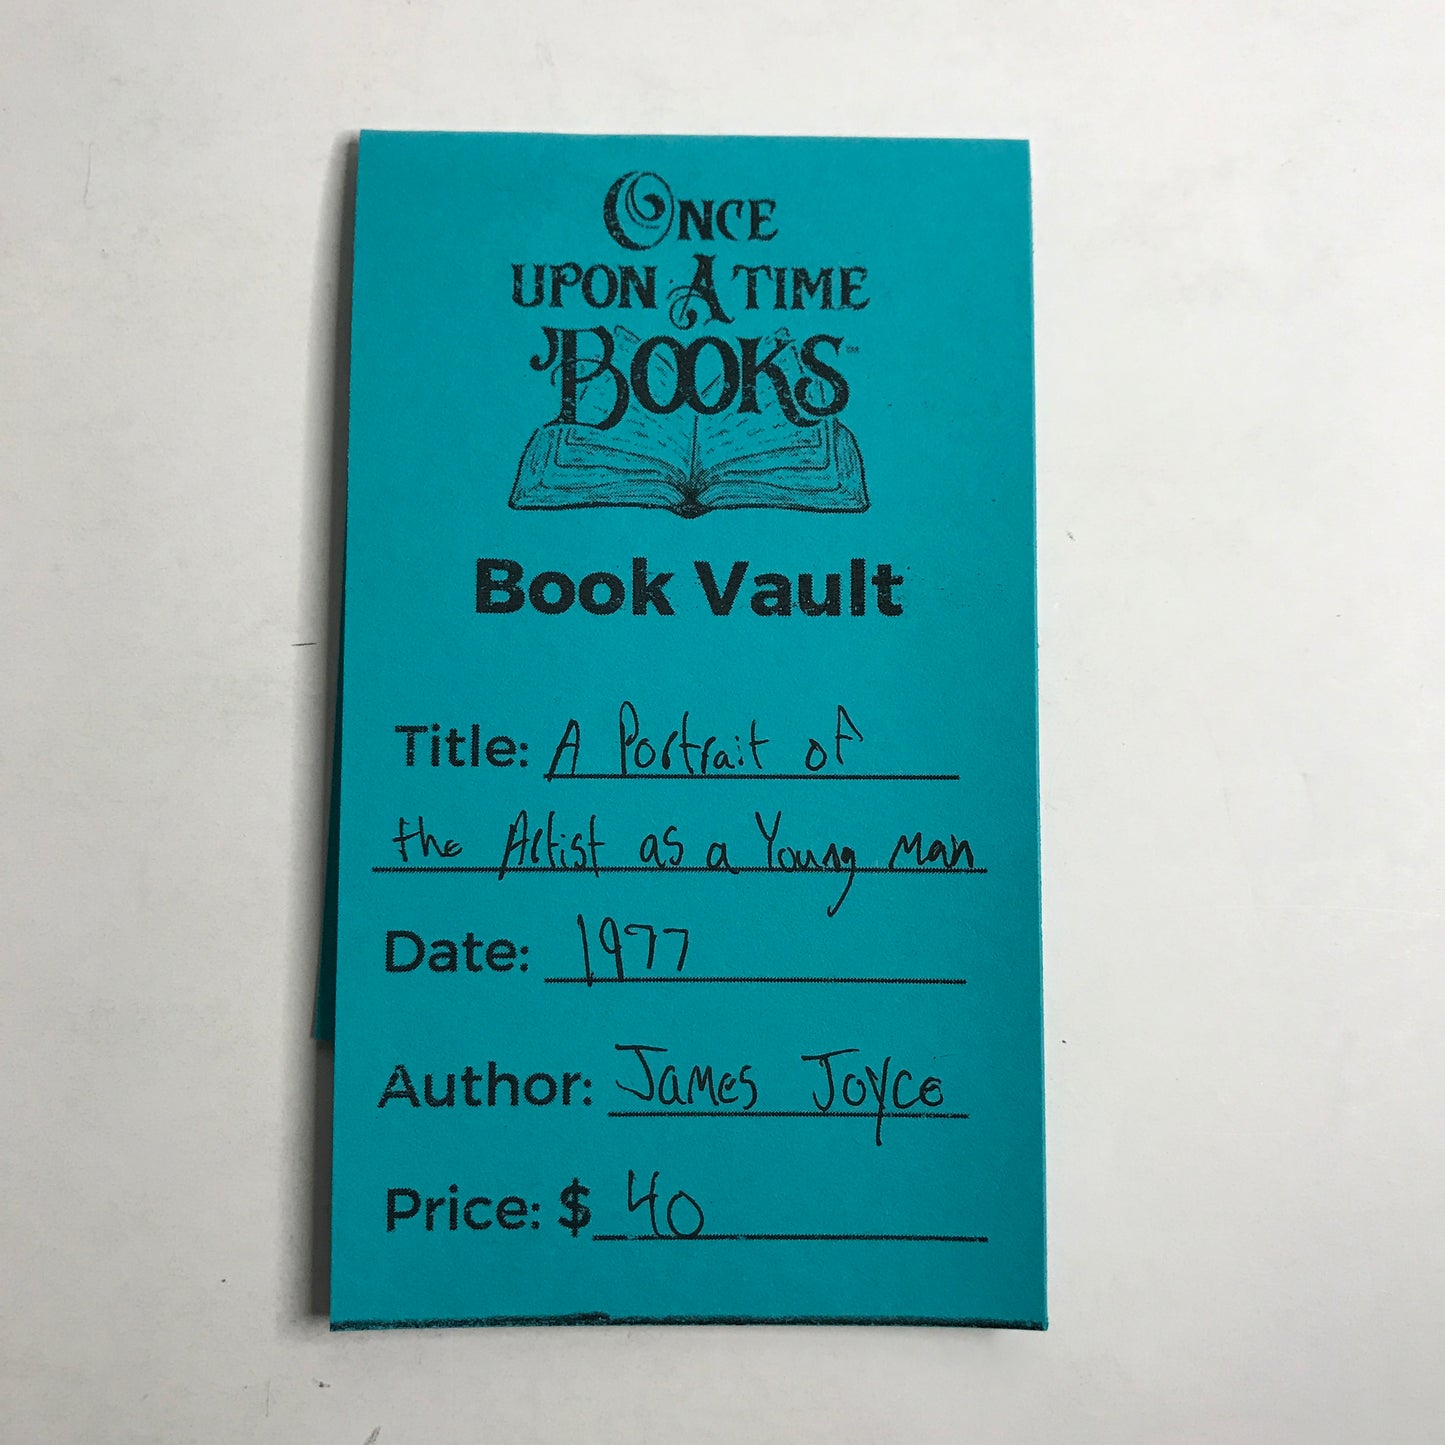 ONCE
UPON A TIME
BOOKS™
Book Vault
Title: A Portrait of
the Artist as a Young Man
Date: 1977
Author: James Joyce
Price: $ 40